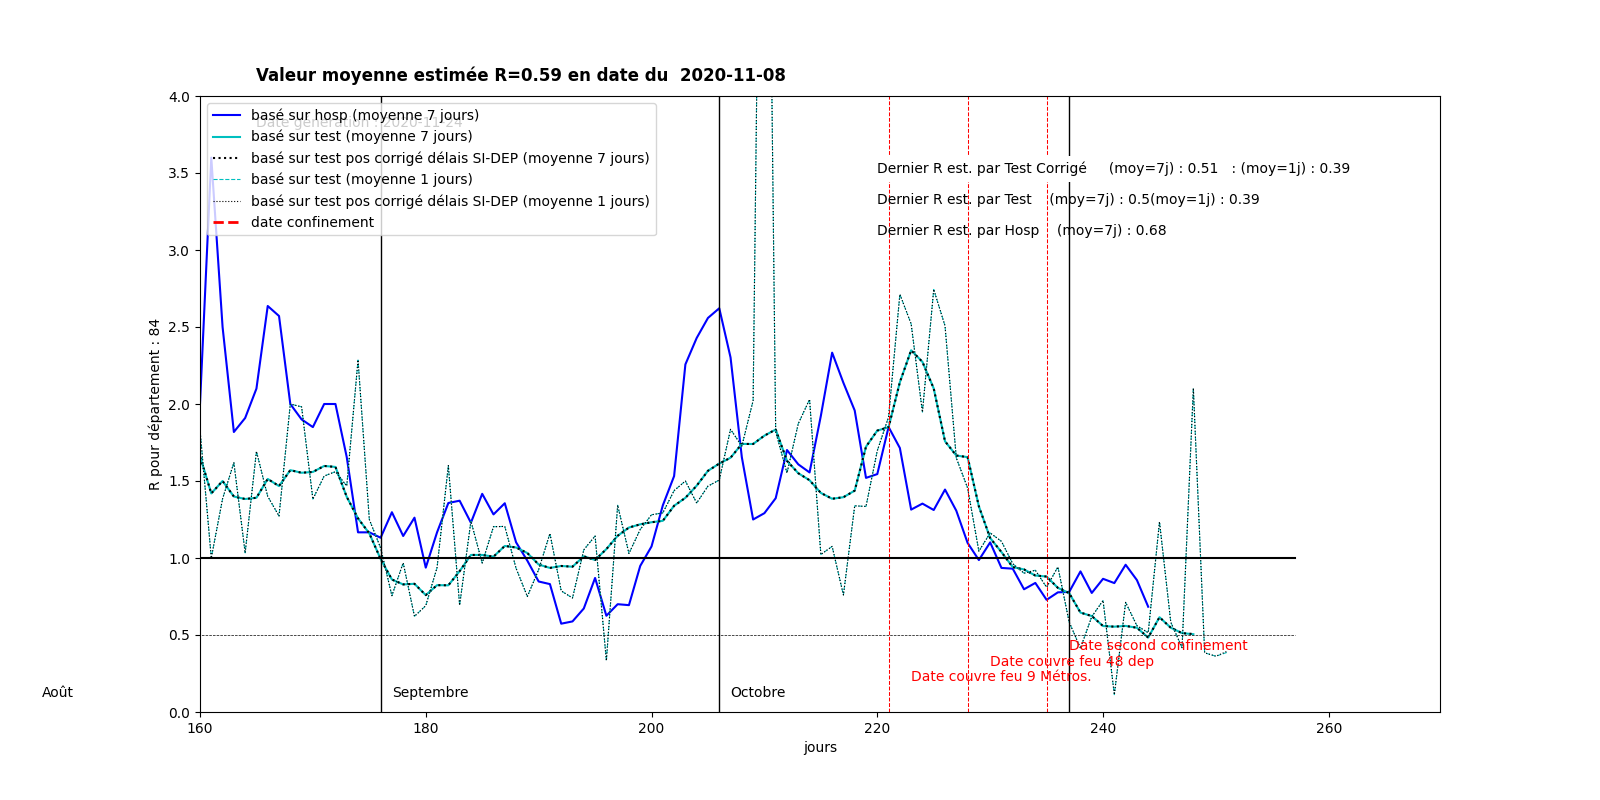 Valeur moyenne estimée R=0.59 en date du  2020-11-08
Date génération : 2020-11-24
basé sur hosp (moyenne 7 jours)
basé sur test (moyenne 7 jours)
basé sur test pos corrigé délais SI-DEP (moyenne 7 jours)
basé sur test (moyenne 1 jours)
basé sur test pos corrigé délais SI-DEP (moyenne 1 jours)
date confinement
Dernier R est. par Test Corrigé     (moy=7j) : 0.51   : (moy=1j) : 0.39
Dernier R est. par Test    (moy=7j) : 0.5(moy=1j) : 0.39
Dernier R est. par Hosp    (moy=7j) : 0.68
R pour département : 84
4.0
3.5
3.0
2.5
2.0
1.5
1.0
0.5
0.0
Date second confinement
Date couvre feu 48 dep
Date couvre feu 9 Métros.
Août
Septembre
Octobre
160
180
200
220
240
260
jours